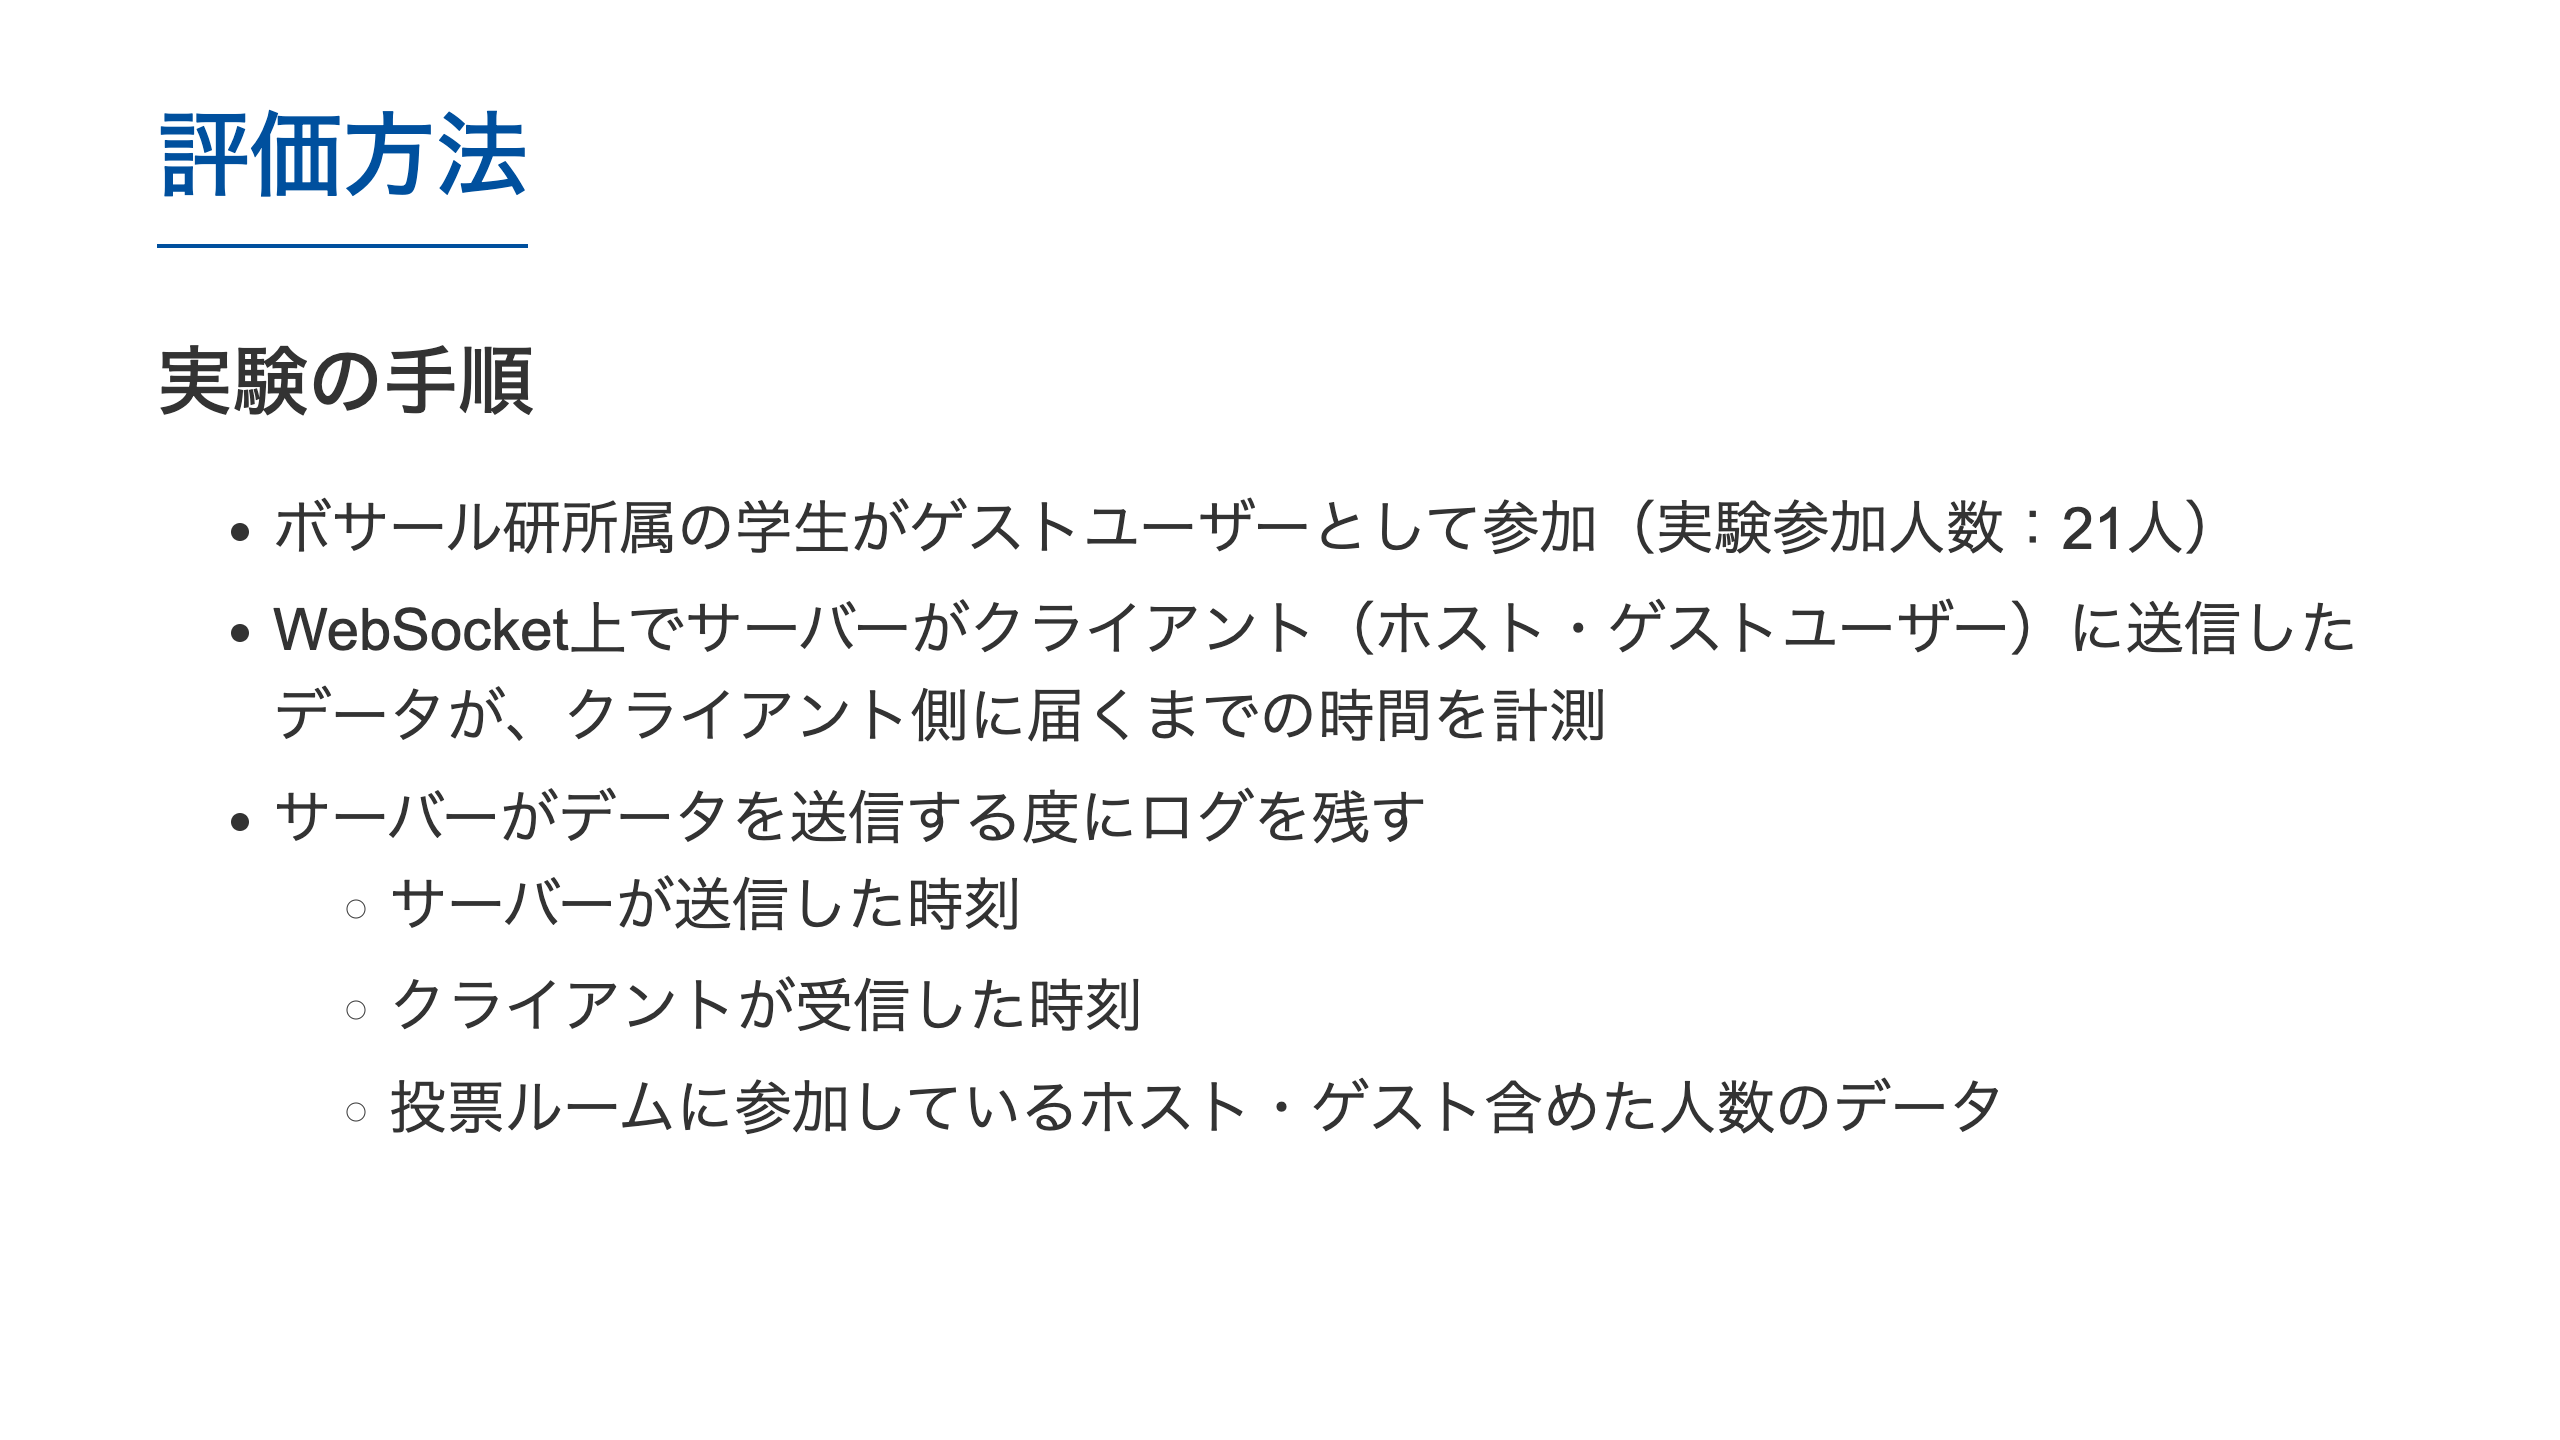 評価方法
実験の手順
• ボサール研所属の学生がゲストユーザーとして参加（実験参加人数：21人）
• WebSocket上でサーバーがクライアント（ホスト・ゲストユーザー）に送信した
データが、クライアント側に届くまでの時間を計測
• サーバーがデータを送信する度にログを残す
○ サーバーが送信した時刻
○ クライアントが受信した時刻
○ 投票ルームに参加しているホスト・ゲスト含めた人数のデータ